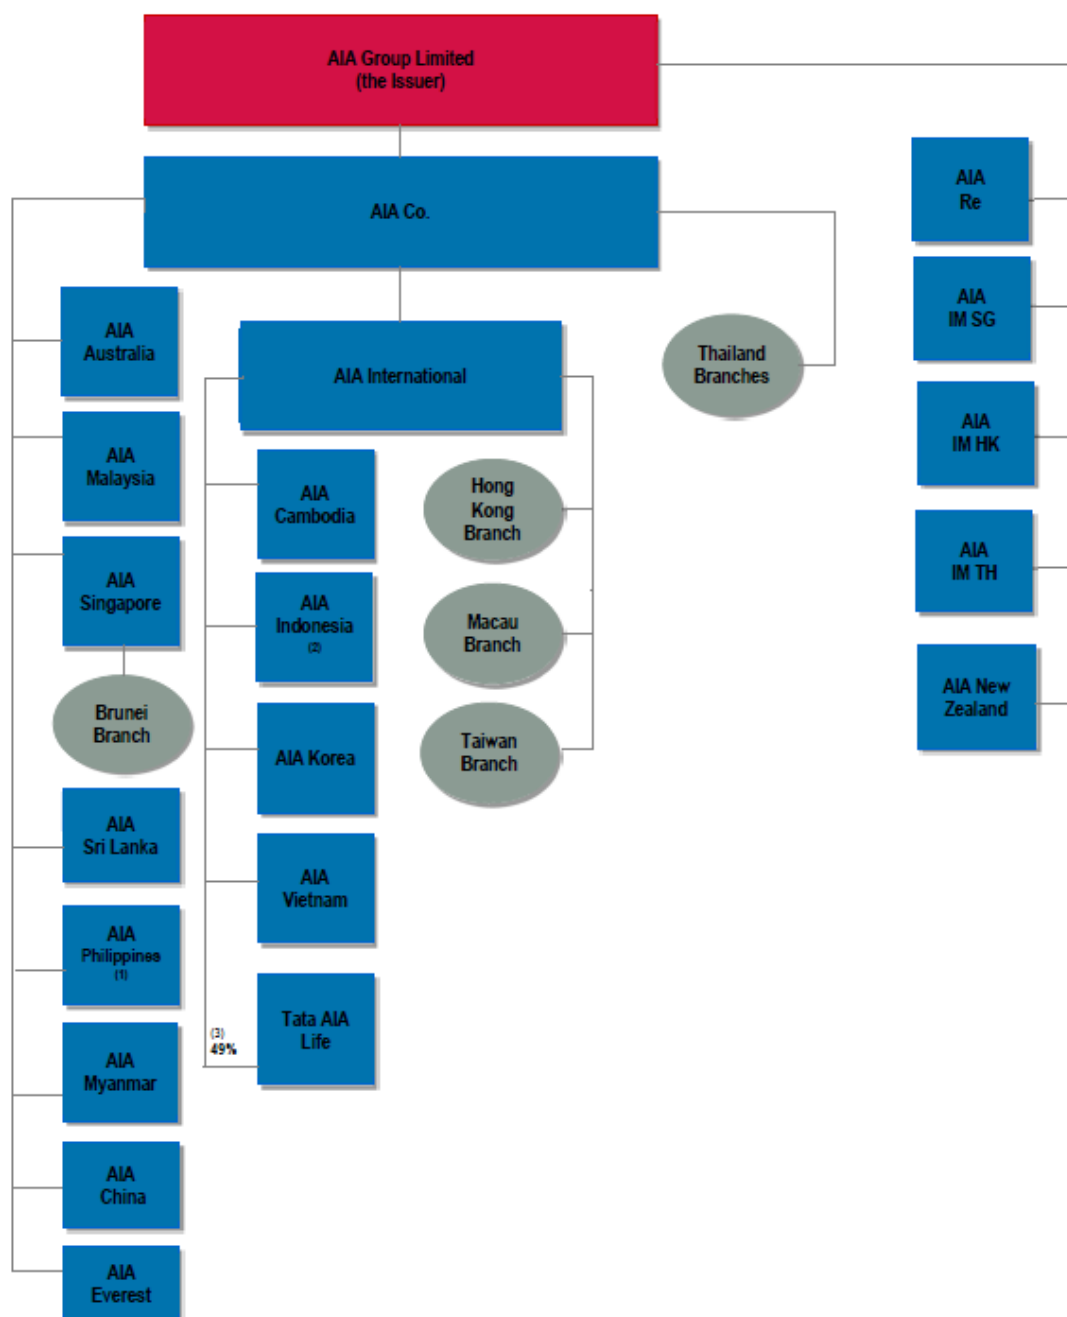 AIA Group Limited
(the Issuer)
AIA Co.
AIA
Australia
AIA
Malaysia
AIA
Singapore
Brunei
Branch
AIA
Sri Lanka
AIA
Philippines
(1)
AIA
Myanmar
AIA
China
AIA
Everest
AIA International
AIA
Cambodia
AIA
Indonesia
(2)
AIA Korea
AIA
Vietnam
(3)
49%
Tata AIA
Life
Hong
Kong
Branch
Macau
Branch
Taiwan
Branch
Thailand
Branches
AIA
Re
AIA
IM SG
AIA
IM HK
AIA
IM TH
AIA New
Zealand